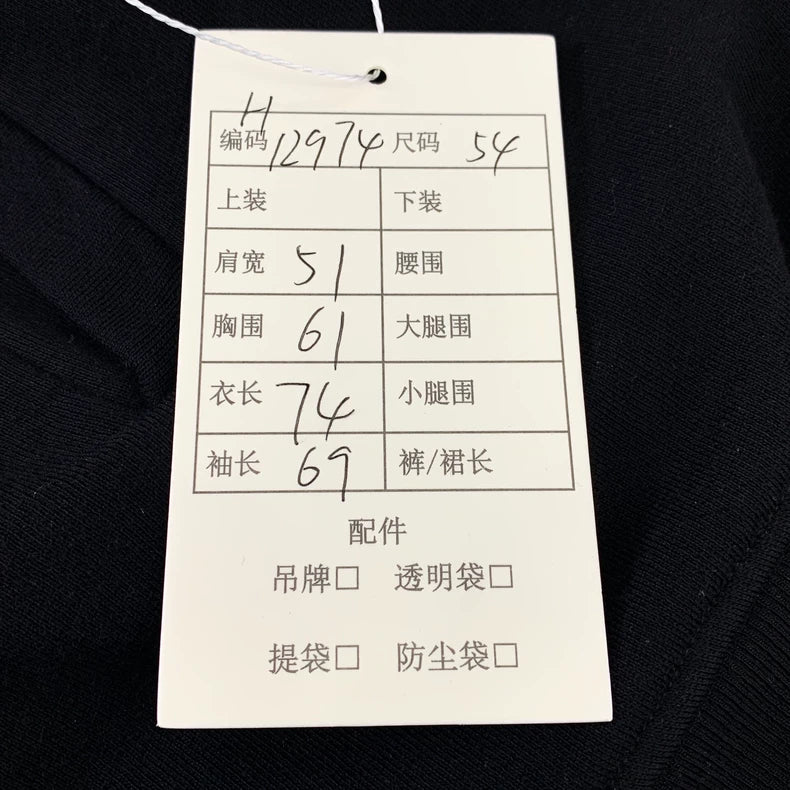 编码 H12974 尺码 54
上装 下装
肩宽 51 腰围
胸围 61 大腿围
衣长 74 小腿围
袖长 69 裤/裙长
配件
吊牌□ 透明袋□
提袋□ 防尘袋□